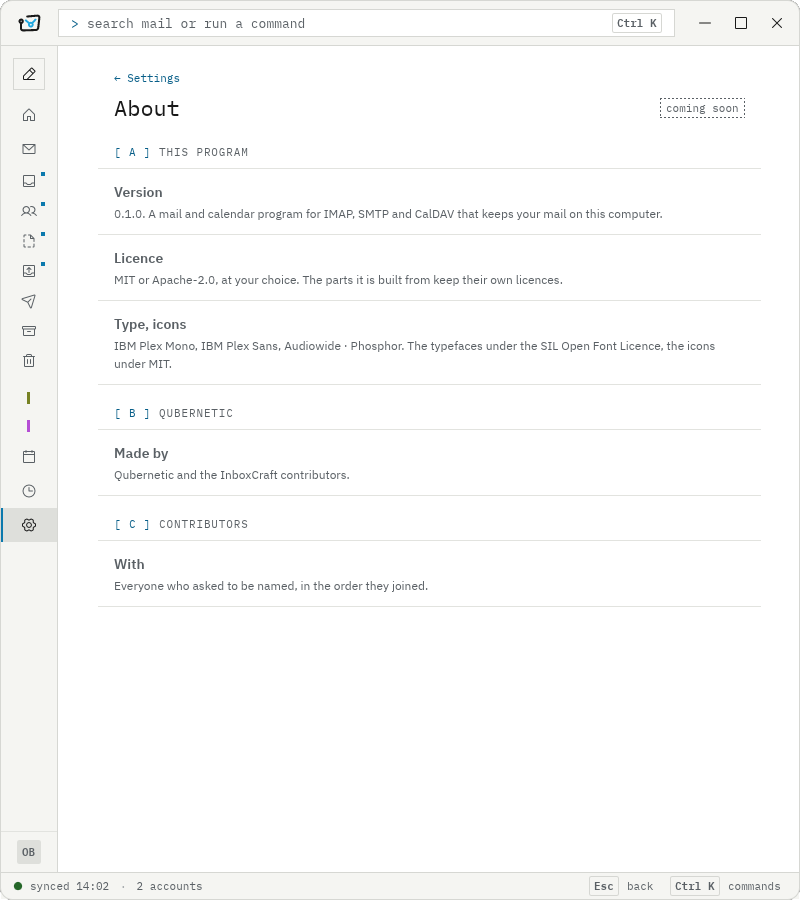 > search mail or run a command Ctrl K
← Settings
About
coming soon
[ A ] THIS PROGRAM
Version
0.1.0. A mail and calendar program for IMAP, SMTP and CalDAV that keeps your mail on this computer.
Licence
MIT or Apache-2.0, at your choice. The parts it is built from keep their own licences.
Type, icons
IBM Plex Mono, IBM Plex Sans, Audiowide · Phosphor. The typefaces under the SIL Open Font Licence, the icons
under MIT.
[ B ] QUBERNETIC
Made by
Qubernetic and the InboxCraft contributors.
[ C ] CONTRIBUTORS
With
Everyone who asked to be named, in the order they joined.
OB
synced 14:02 · 2 accounts Esc back Ctrl K commands